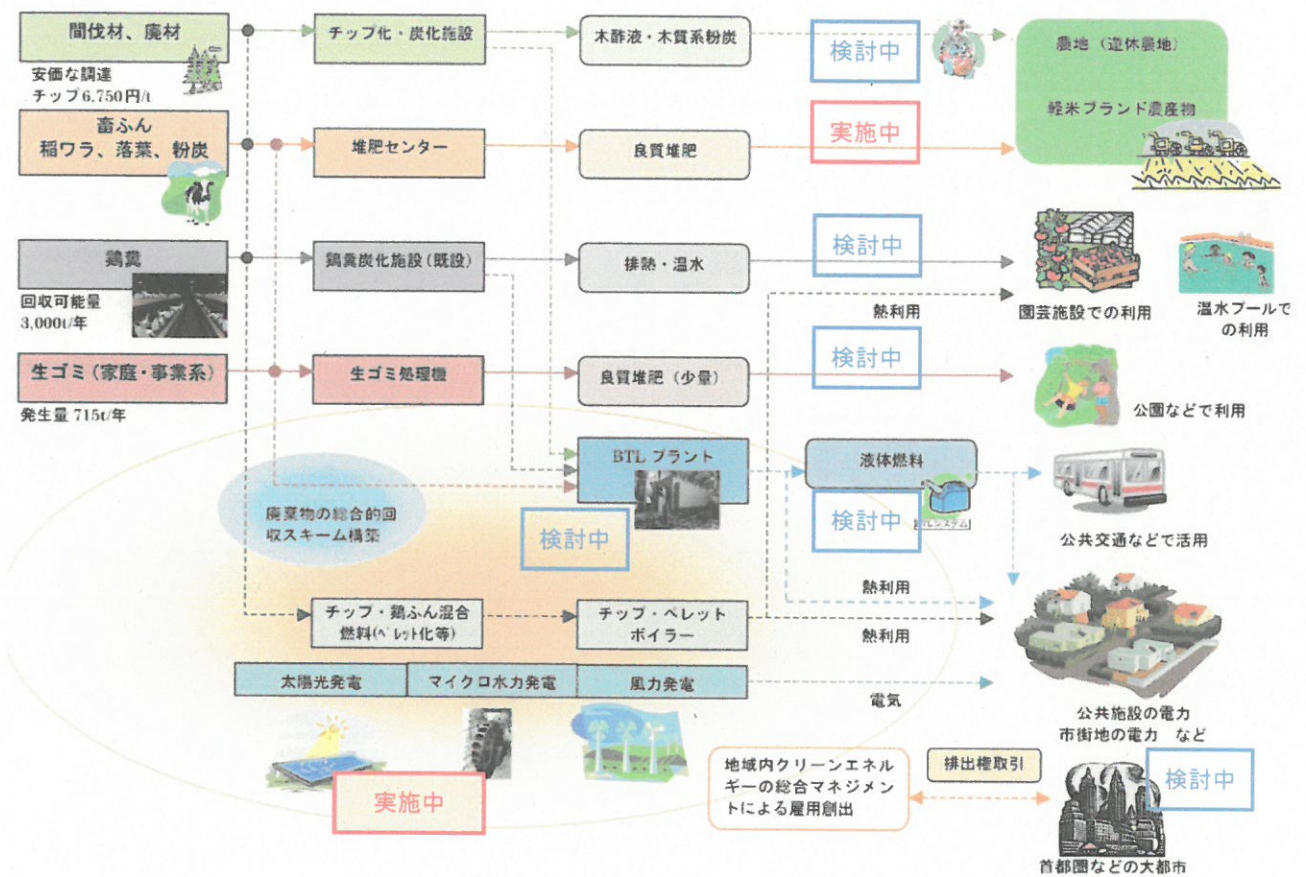 間伐材、廃材
チップ化・炭化施設
木酢液・木質系粉炭
検討中
農地（遊休農地）
安価な調達
チップ6,750円/t
軽米ブランド農産物
畜ふん
稲ワラ、落葉、粉炭
堆肥センター
良質堆肥
実施中
鶏糞
鶏糞炭化施設(既設)
排熱・温水
検討中
回収可能量
3,000t/年
熱利用
園芸施設での利用
温水プールで
の利用
生ゴミ(家庭・事業系)
生ゴミ処理機
良質堆肥（少量）
検討中
発生量 715t/年
公園などで利用
BTL プラント
液体燃料
廃棄物の総合的回
収スキーム構築
検討中
検討中
公共交通などで活用
熱利用
チップ・鶏ふん混合
燃料(ペレット化等)
チップ・ペレット
ボイラー
熱利用
太陽光発電
マイクロ水力発電
風力発電
電気
公共施設の電力
市街地の電力　など
実施中
地域内クリーンエネル
ギーの総合マネジメン
トによる雇用創出
排出権取引
検討中
首都圏などの大都市